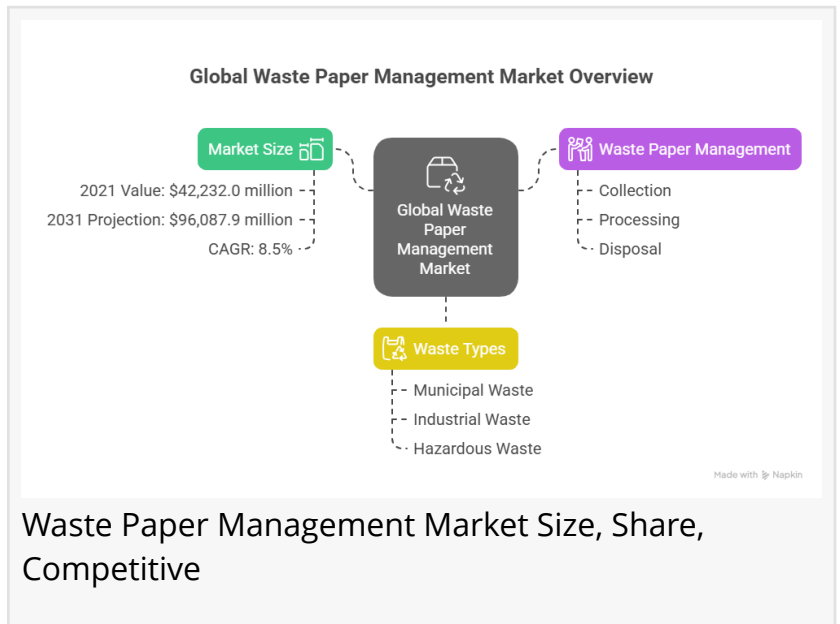 Global Waste Paper Management Market Overview
Market Size
2021 Value: $42,232.0 million
2031 Projection: $96,087.9 million
CAGR: 8.5%
Global Waste
Paper
Management
Market
Waste Paper Management
Collection
Processing
Disposal
Waste Types
Municipal Waste
Industrial Waste
Hazardous Waste
Made with Napkin
Waste Paper Management Market Size, Share,
Competitive